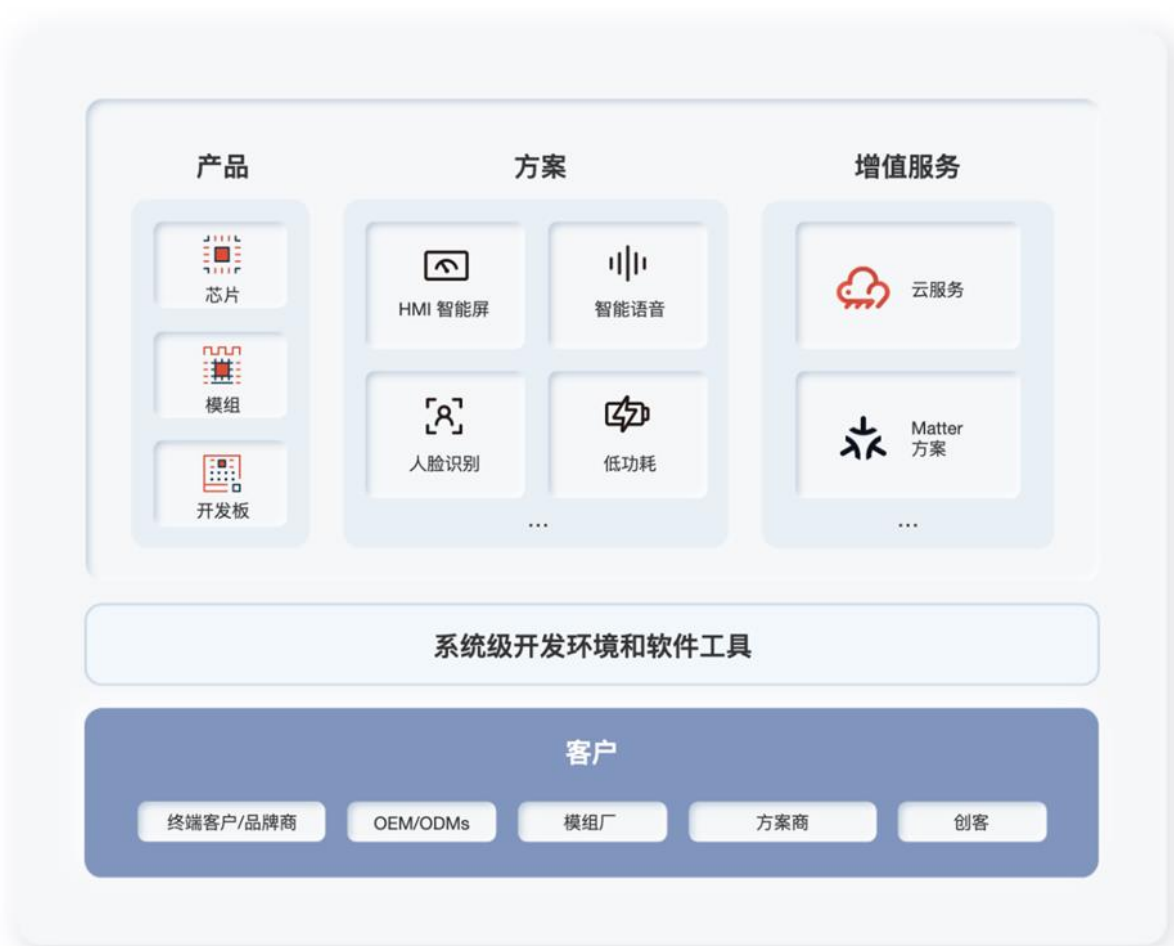 产品
芯片
模组
开发板
方案
HMI 智能屏
智能语音
人脸识别
低功耗
...
增值服务
云服务
Matter
方案
...
系统级开发环境和软件工具
客户
终端客户/品牌商
OEM/ODMs
模组厂
方案商
创客